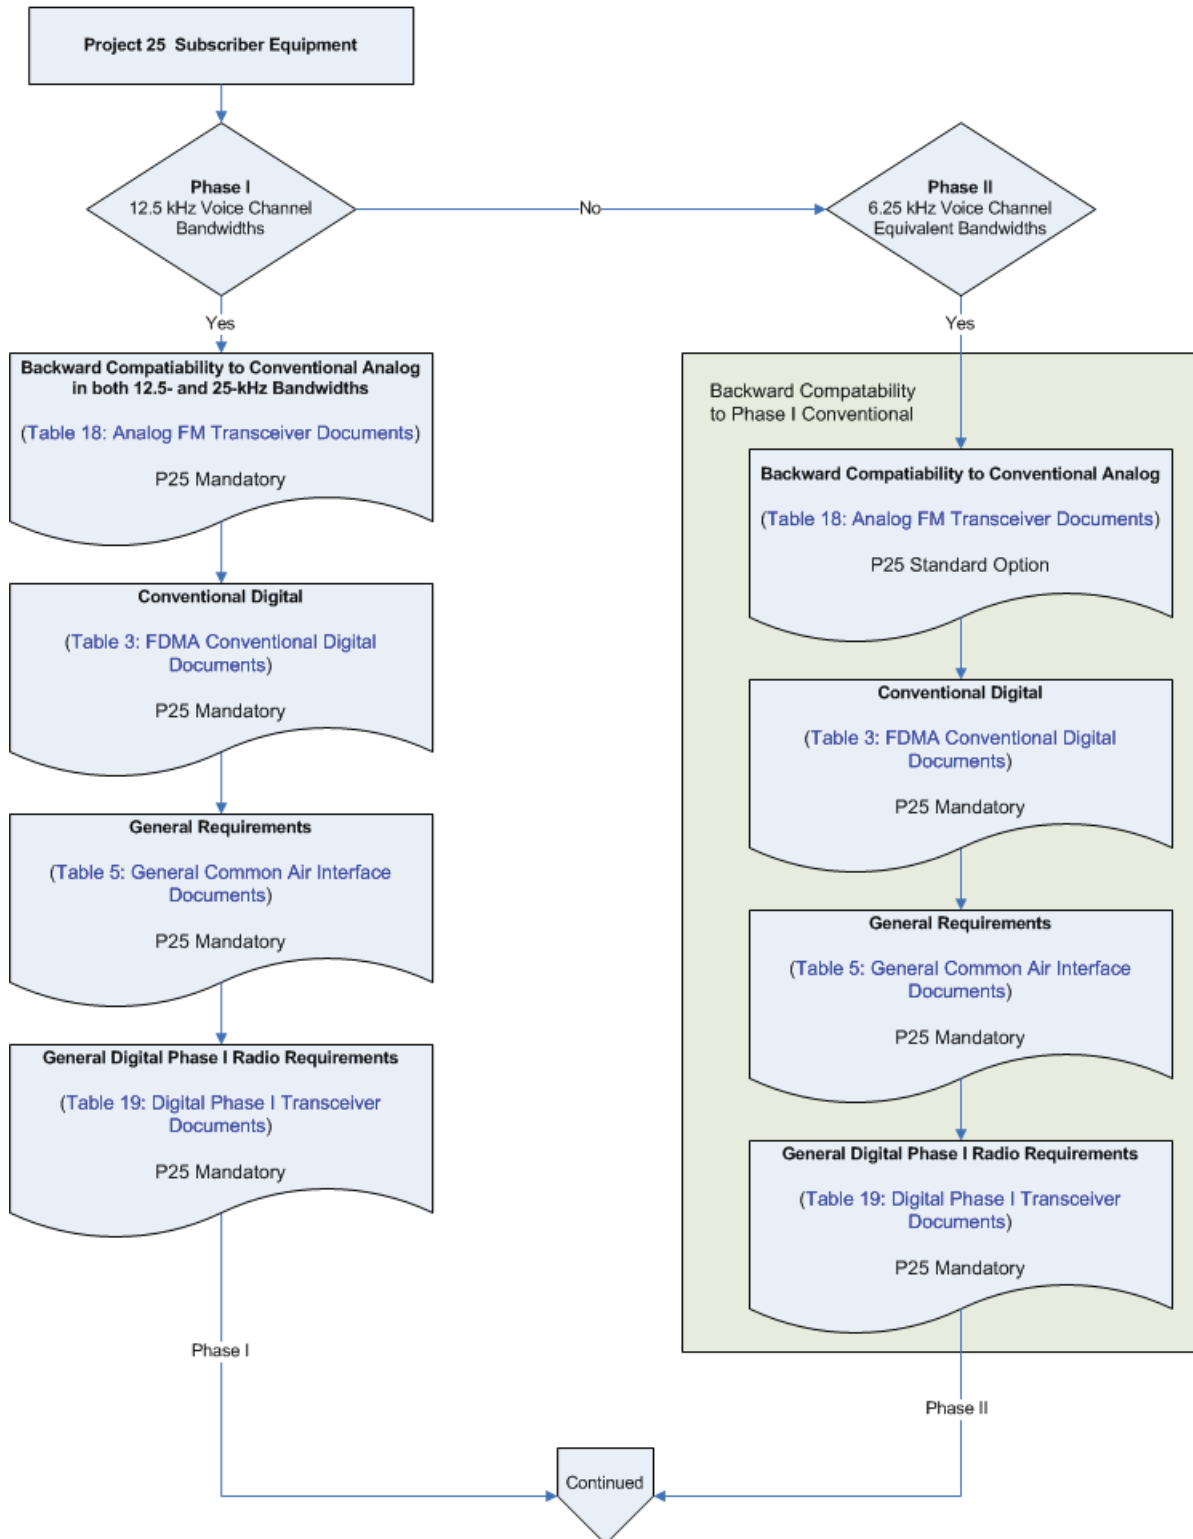 Project 25 Subscriber Equipment
Phase I
12.5 kHz Voice Channel
Bandwidths
No
Phase II
6.25 kHz Voice Channel
Equivalent Bandwidths
Yes
Yes
Backward Compatiability to Conventional Analog
in both 12.5- and 25-kHz Bandwidths
(Table 18: Analog FM Transceiver Documents)
P25 Mandatory
Conventional Digital
(Table 3: FDMA Conventional Digital
Documents)
P25 Mandatory
General Requirements
(Table 5: General Common Air Interface
Documents)
P25 Mandatory
General Digital Phase I Radio Requirements
(Table 19: Digital Phase I Transceiver
Documents)
P25 Mandatory
Phase I
Backward Compatability
to Phase I Conventional
Backward Compatiability to Conventional Analog
(Table 18: Analog FM Transceiver Documents)
P25 Standard Option
Conventional Digital
(Table 3: FDMA Conventional Digital
Documents)
P25 Mandatory
General Requirements
(Table 5: General Common Air Interface
Documents)
P25 Mandatory
General Digital Phase I Radio Requirements
(Table 19: Digital Phase I Transceiver
Documents)
P25 Mandatory
Phase II
Continued